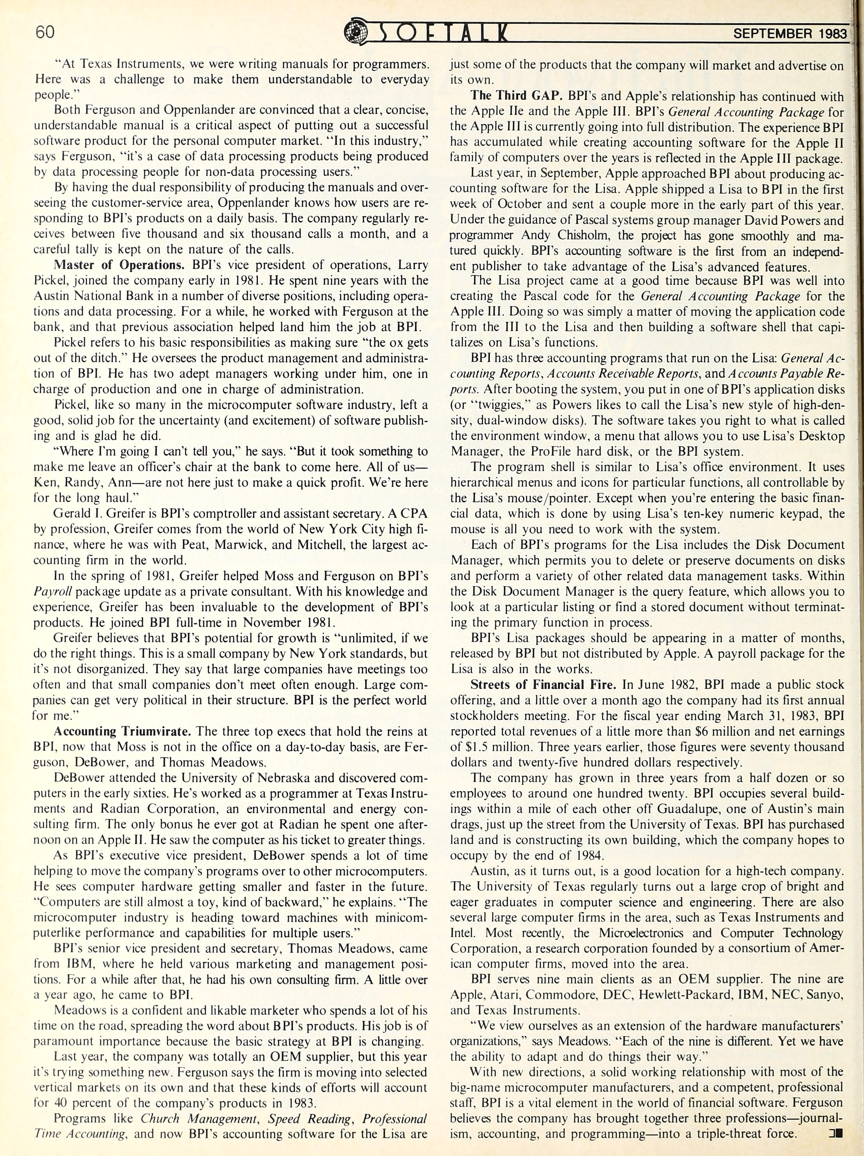 60
SOFTALK
SEPTEMBER 1983
"At Texas Instruments, we were writing manuals for programmers.
Here was a challenge to make them understandable to everyday
people."
Both Ferguson and Oppenlander are convinced that a clear, concise,
understandable manual is a critical aspect of putting out a successful
software product for the personal computer market. "In this industry,"
says Ferguson, "it's a case of data processing products being produced
by data processing people for non-data processing users."
By having the dual responsibility of producing the manuals and over-
seeing the customer-service area, Oppenlander knows how users are re-
sponding to BPI's products on a daily basis. The company regularly re-
ceives between five thousand and six thousand calls a month, and a
careful tally is kept on the nature of the calls.
Master of Operations. BPI's vice president of operations, Larry
Pickel, joined the company early in 1981. He spent nine years with the
Austin National Bank in a number of diverse positions, including opera-
tions and data processing. For a while, he worked with Ferguson at the
bank, and that previous association helped land him the job at BPI.
Pickel refers to his basic responsibilities as making sure "the ox gets
out of the ditch." He oversees the product management and administra-
tion of BPI. He has two adept managers working under him, one in
charge of production and one in charge of administration.
Pickel, like so many in the microcomputer software industry, left a
good, solid job for the uncertainty (and excitement) of software publish-
ing and is glad he did.
"Where I'm going I can't tell you," he says. "But it took something to
make me leave an officer's chair at the bank to come here. All of us—
Ken, Randy, Ann—are not here just to make a quick profit. We're here
for the long haul."
Gerald I. Greifer is BPI's comptroller and assistant secretary. A CPA
by profession, Greifer comes from the world of New York City high fi-
nance, where he was with Peat, Marwick, and Mitchell, the largest ac-
counting firm in the world.
In the spring of 1981, Greifer helped Moss and Ferguson on BPI's
Payroll package update as a private consultant. With his knowledge and
experience, Greifer has been invaluable to the development of BPI's
products. He joined BPI full-time in November 1981.
Greifer believes that BPI's potential for growth is "unlimited, if we
do the right things. This is a small company by New York standards, but
it's not disorganized. They say that large companies have meetings too
often and that small companies don't meet often enough. Large com-
panies can get very political in their structure. BPI is the perfect world
for me."
Accounting Triumvirate. The three top execs that hold the reins at
BPI, now that Moss is not in the office on a day-to-day basis, are Fer-
guson, DeBower, and Thomas Meadows.
DeBower attended the University of Nebraska and discovered com-
puters in the early sixties. He's worked as a programmer at Texas Instru-
ments and Radian Corporation, an environmental and energy con-
sulting firm. The only bonus he ever got at Radian he spent one after-
noon on an Apple II. He saw the computer as his ticket to greater things.
As BPI's executive vice president, DeBower spends a lot of time
helping to move the company's programs over to other microcomputers.
He sees computer hardware getting smaller and faster in the future.
"Computers are still almost a toy, kind of backward," he explains. "The
microcomputer industry is heading toward machines with minicom-
puterlike performance and capabilities for multiple users."
BPI's senior vice president and secretary, Thomas Meadows, came
from IBM, where he held various marketing and management posi-
tions. For a while after that, he had his own consulting firm. A little over
a year ago, he came to BPI.
Meadows is a confident and likable marketer who spends a lot of his
time on the road, spreading the word about BPI's products. His job is of
paramount importance because the basic strategy at BPI is changing.
Last year, the company was totally an OEM supplier, but this year
it's trying something new. Ferguson says the firm is moving into selected
vertical markets on its own and that these kinds of efforts will account
for 40 percent of the company's products in 1983.
Programs like Church Management, Speed Reading, Professional
Time Accounting, and now BPI's accounting software for the Lisa are
just some of the products that the company will market and advertise on
its own.
The Third GAP. BPI's and Apple's relationship has continued with
the Apple IIe and the Apple III. BPI's General Accounting Package for
the Apple III is currently going into full distribution. The experience BPI
has accumulated while creating accounting software for the Apple II
family of computers over the years is reflected in the Apple III package.
Last year, in September, Apple approached BPI about producing ac-
counting software for the Lisa. Apple shipped a Lisa to BPI in the first
week of October and sent a couple more in the early part of this year.
Under the guidance of Pascal systems group manager David Powers and
programmer Andy Chisholm, the project has gone smoothly and ma-
tured quickly. BPI's accounting software is the first from an independ-
ent publisher to take advantage of the Lisa's advanced features.
The Lisa project came at a good time because BPI was well into
creating the Pascal code for the General Accounting Package for the
Apple III. Doing so was simply a matter of moving the application code
from the III to the Lisa and then building a software shell that capi-
talizes on Lisa's functions.
BPI has three accounting programs that run on the Lisa: General Ac-
counting Reports, Accounts Receivable Reports, and Accounts Payable Re-
ports. After booting the system, you put in one of BPI's application disks
(or "twiggies," as Powers likes to call the Lisa's new style of high-den-
sity, dual-window disks). The software takes you right to what is called
the environment window, a menu that allows you to use Lisa's Desktop
Manager, the ProFile hard disk, or the BPI system.
The program shell is similar to Lisa's office environment. It uses
hierarchical menus and icons for particular functions, all controllable by
the Lisa's mouse/pointer. Except when you're entering the basic finan-
cial data, which is done by using Lisa's ten-key numeric keypad, the
mouse is all you need to work with the system.
Each of BPI's programs for the Lisa includes the Disk Document
Manager, which permits you to delete or preserve documents on disks
and perform a variety of other related data management tasks. Within
the Disk Document Manager is the query feature, which allows you to
look at a particular listing or find a stored document without terminat-
ing the primary function in process.
BPI's Lisa packages should be appearing in a matter of months,
released by BPI but not distributed by Apple. A payroll package for the
Lisa is also in the works.
Streets of Financial Fire. In June 1982, BPI made a public stock
offering, and a little over a month ago the company had its first annual
stockholders meeting. For the fiscal year ending March 31, 1983, BPI
reported total revenues of a little more than $6 million and net earnings
of $1.5 million. Three years earlier, those figures were seventy thousand
dollars and twenty-five hundred dollars respectively.
The company has grown in three years from a half dozen or so
employees to around one hundred twenty. BPI occupies several build-
ings within a mile of each other off Guadalupe, one of Austin's main
drags, just up the street from the University of Texas. BPI has purchased
land and is constructing its own building, which the company hopes to
occupy by the end of 1984.
Austin, as it turns out, is a good location for a high-tech company.
The University of Texas regularly turns out a large crop of bright and
eager graduates in computer science and engineering. There are also
several large computer firms in the area, such as Texas Instruments and
Intel. Most recently, the Microelectronics and Computer Technology
Corporation, a research corporation founded by a consortium of Amer-
ican computer firms, moved into the area.
BPI serves nine main clients as an OEM supplier. The nine are
Apple, Atari, Commodore, DEC, Hewlett-Packard, IBM, NEC, Sanyo,
and Texas Instruments.
"We view ourselves as an extension of the hardware manufacturers'
organizations," says Meadows. "Each of the nine is different. Yet we have
the ability to adapt and do things their way."
With new directions, a solid working relationship with most of the
big-name microcomputer manufacturers, and a competent, professional
staff, BPI is a vital element in the world of financial software. Ferguson
believes the company has brought together three professions—journal-
ism, accounting, and programming—into a triple-threat force.